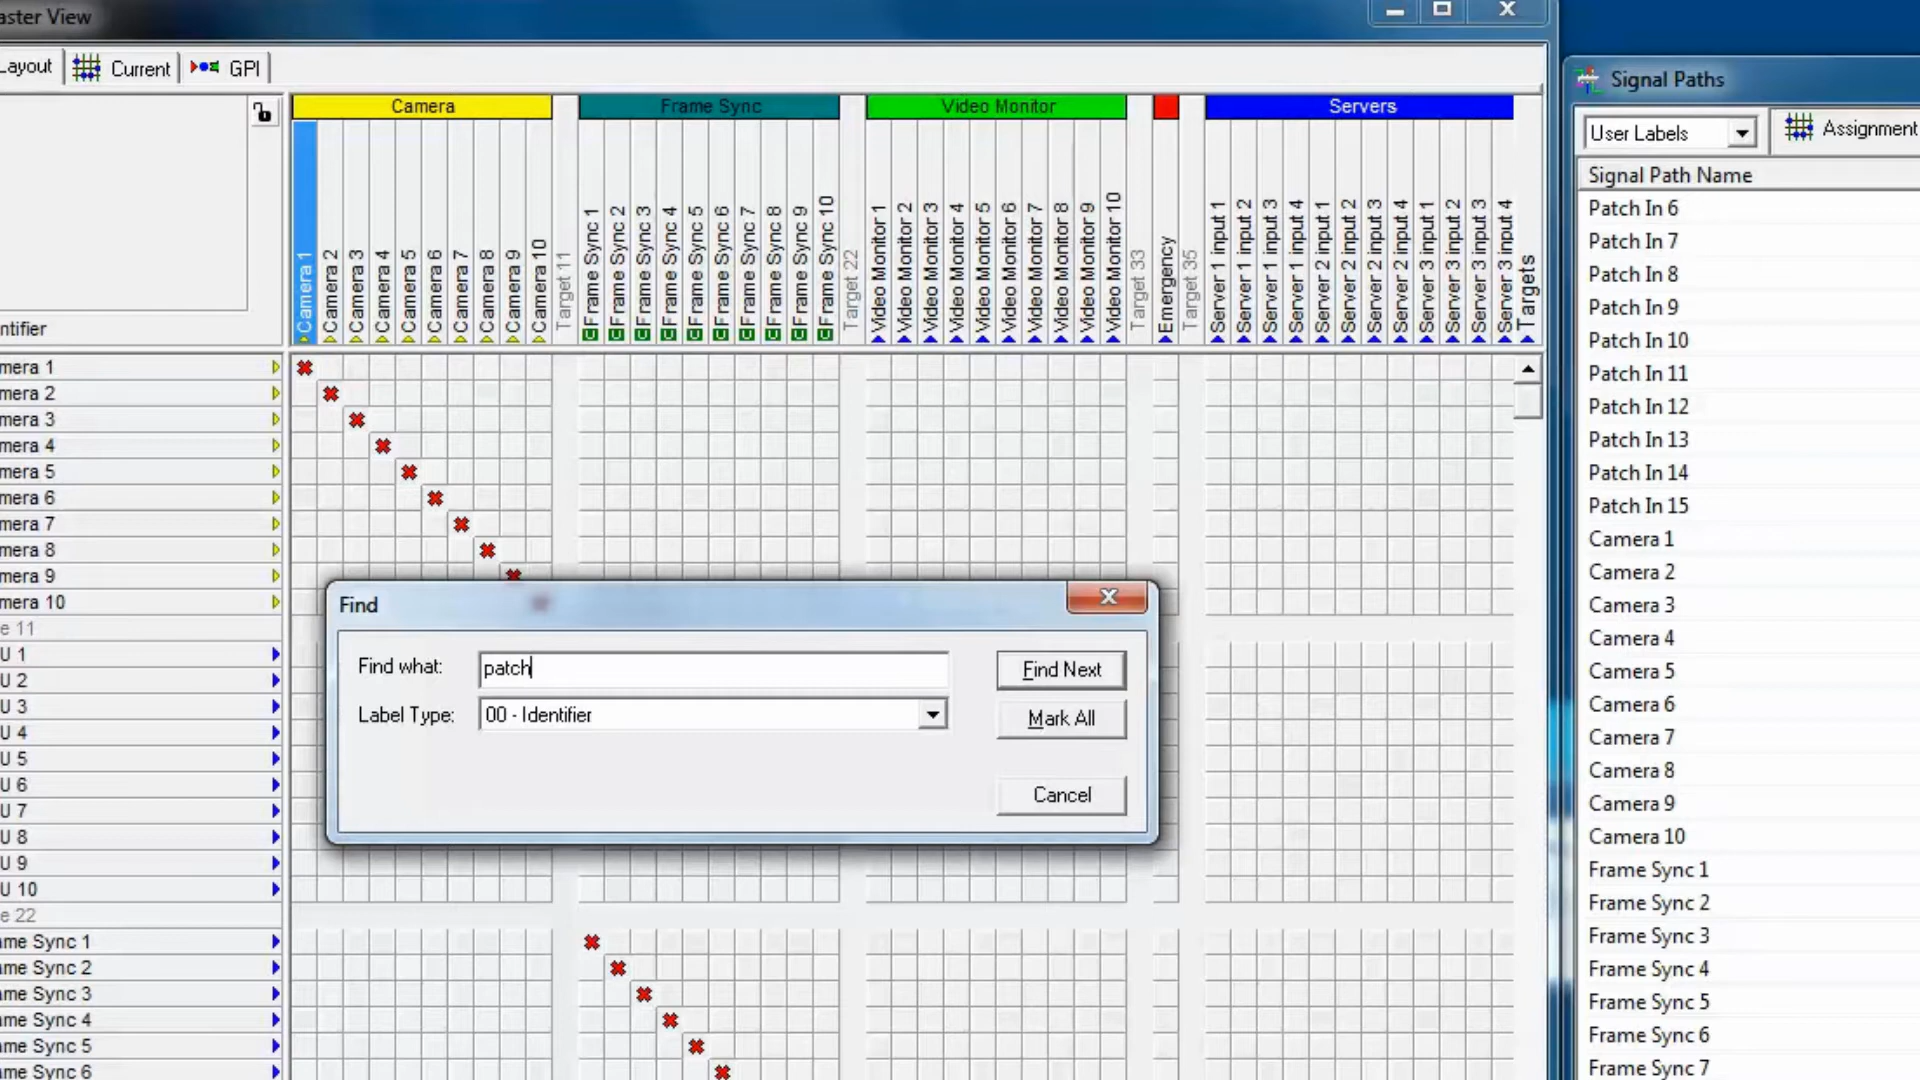 aster View
Layout
Current
GPI
Camera
Frame Sync
Video Monitor
Servers
Camera 1
Camera 2
Camera 3
Camera 4
Camera 5
Camera 6
Camera 7
Camera 8
Camera 9
Camera 10
Target 11
Frame Sync 1
Frame Sync 2
Frame Sync 3
Frame Sync 4
Frame Sync 5
Frame Sync 6
Frame Sync 7
Frame Sync 8
Frame Sync 9
Frame Sync 10
Target 22
Video Monitor 1
Video Monitor 2
Video Monitor 3
Video Monitor 4
Video Monitor 5
Video Monitor 6
Video Monitor 7
Video Monitor 8
Video Monitor 9
Video Monitor 10
Target 33
Emergency
Target 35
Server 1 input 1
Server 1 input 2
Server 1 input 3
Server 1 input 4
Server 2 input 1
Server 2 input 2
Server 2 input 3
Server 2 input 4
Server 3 input 1
Server 3 input 2
Server 3 input 3
Server 3 input 4
Targets
ntifier
mera 1
mera 2
mera 3
mera 4
mera 5
mera 6
mera 7
mera 8
mera 9
mera 10
e 11
U 1
U 2
U 3
U 4
U 5
U 6
U 7
U 8
U 9
U 10
e 22
me Sync 1
me Sync 2
me Sync 3
me Sync 4
me Sync 5
me Sync 6
Find
Find what:
patch
Find Next
Label Type:
00 - Identifier
Mark All
Cancel
Signal Paths
User Labels
Assignment
Signal Path Name
Patch In 6
Patch In 7
Patch In 8
Patch In 9
Patch In 10
Patch In 11
Patch In 12
Patch In 13
Patch In 14
Patch In 15
Camera 1
Camera 2
Camera 3
Camera 4
Camera 5
Camera 6
Camera 7
Camera 8
Camera 9
Camera 10
Frame Sync 1
Frame Sync 2
Frame Sync 3
Frame Sync 4
Frame Sync 5
Frame Sync 6
Frame Sync 7